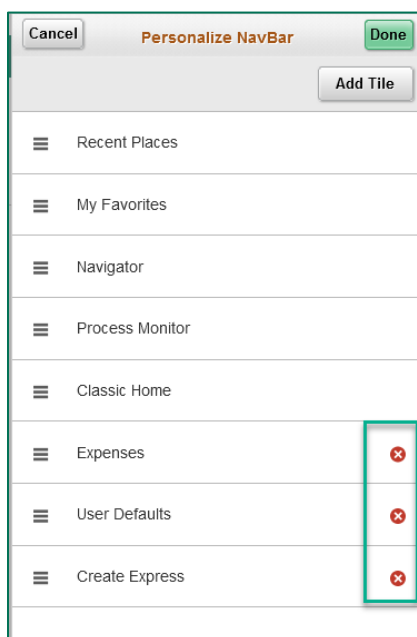 Cancel
Personalize NavBar
Done
Add Tile
Recent Places
My Favorites
Navigator
Process Monitor
Classic Home
Expenses
User Defaults
Create Express